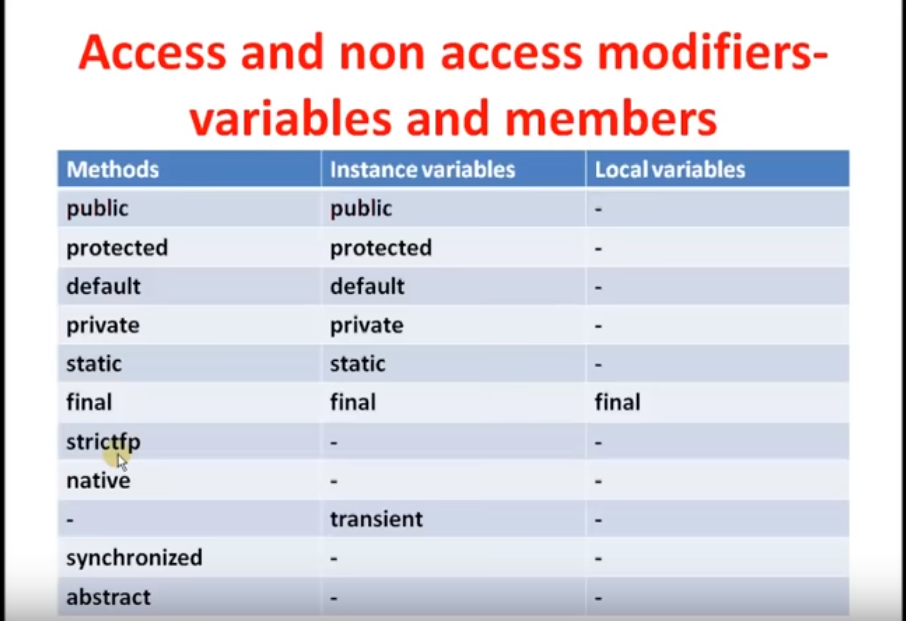 Access and non access modifiers-
variables and members
Methods Instance variables Local variables
public public -
protected protected -
default default -
private private -
static static -
final final final
strictfp - -
native - -
- transient -
synchronized - -
abstract - -